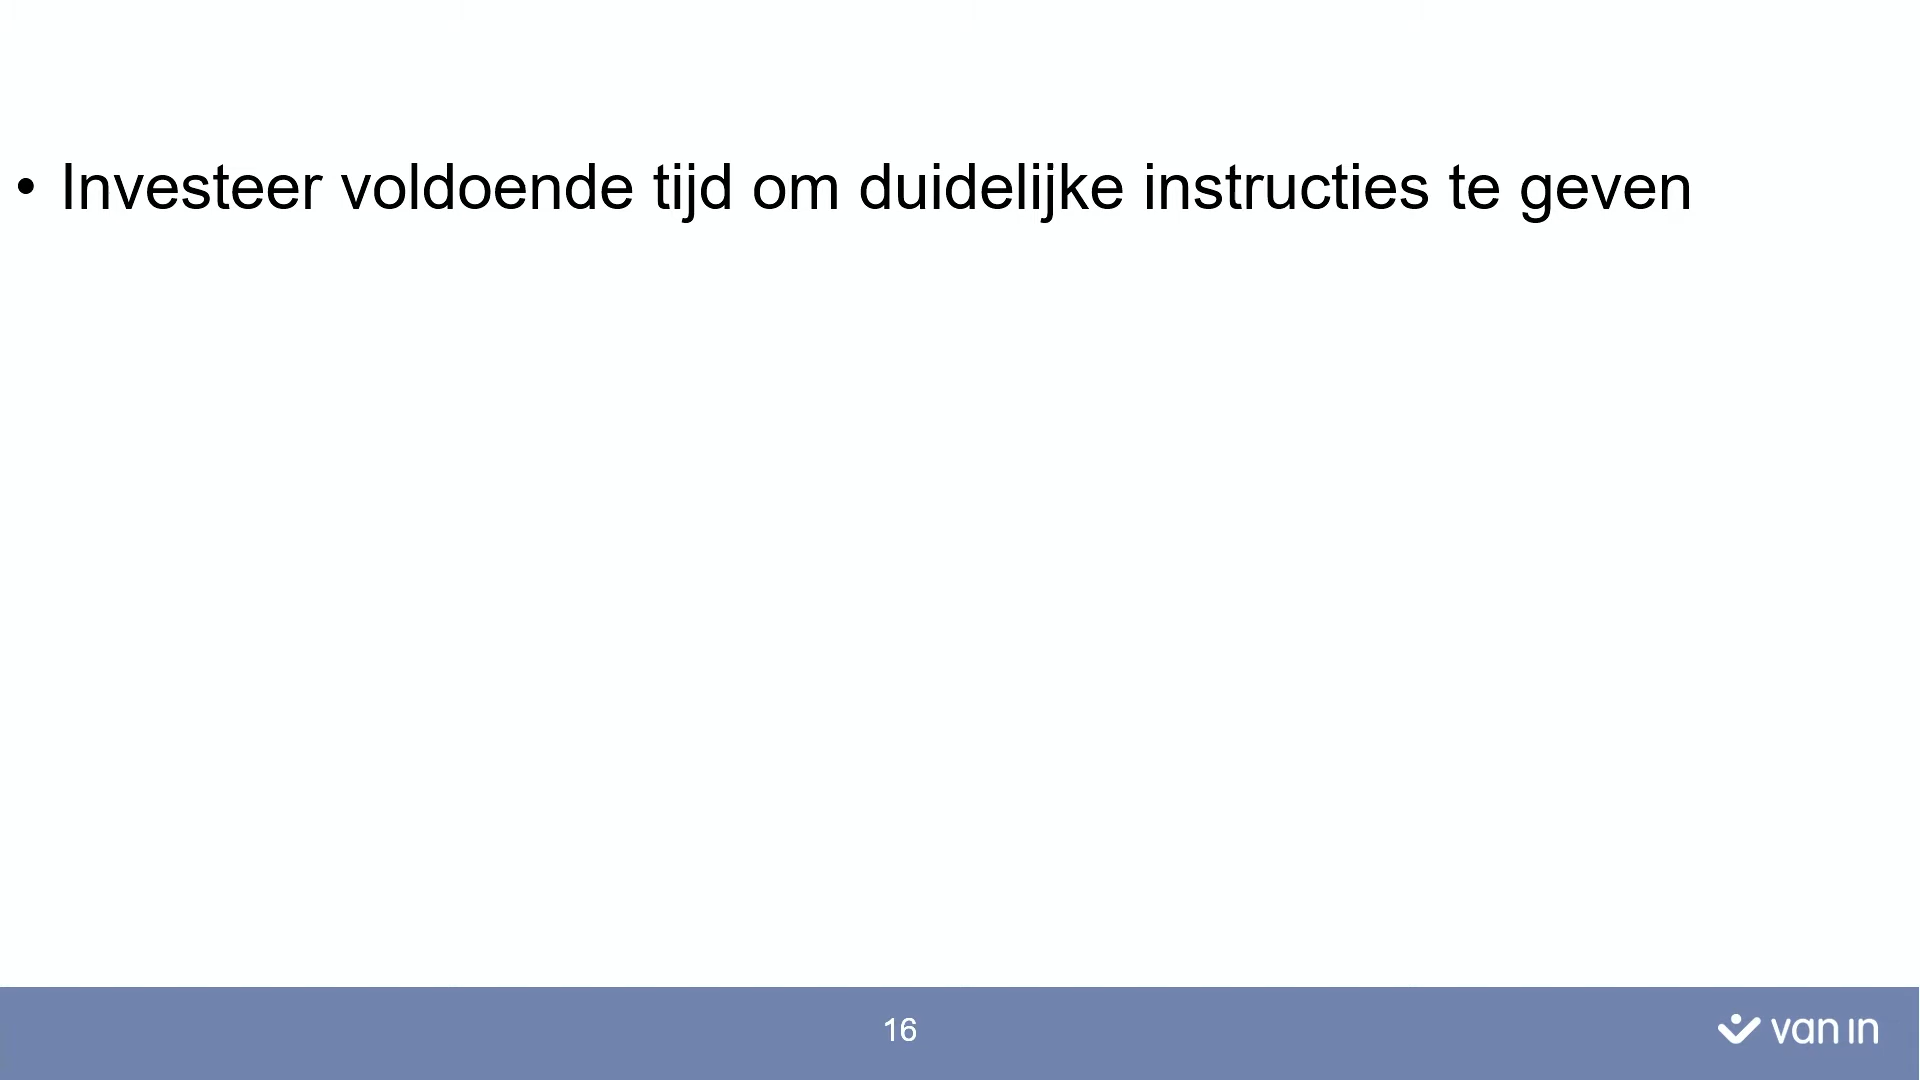 • Investeer voldoende tijd om duidelijke instructies te geven
16
van in